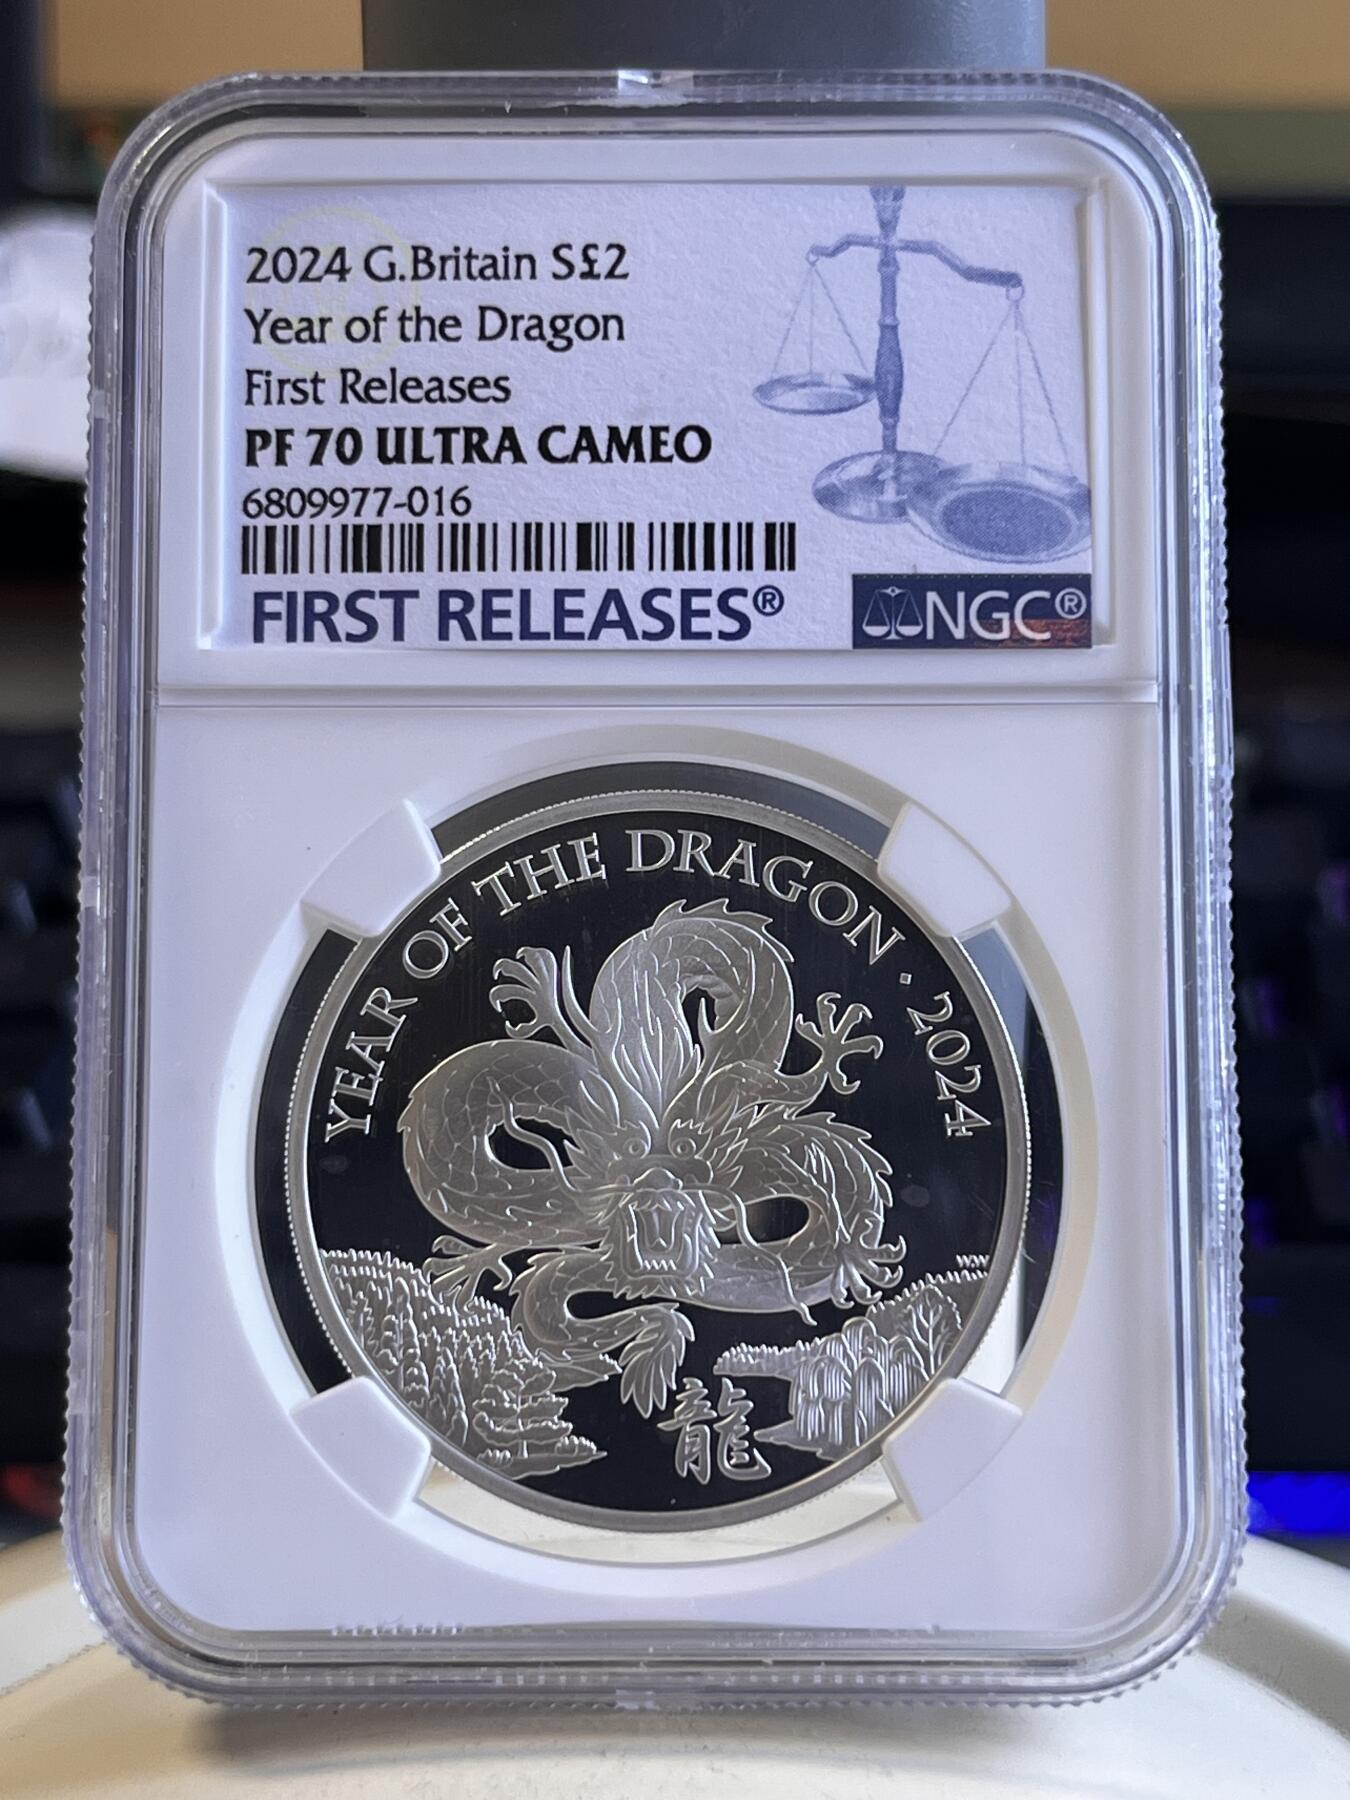 2024 G.Britain S£2
Year of the Dragon
First Releases
PF 70 ULTRA CAMEO
6809977-016
FIRST RELEASES®
NGC®
YEAR OF THE DRAGON · 2024
WW
龍